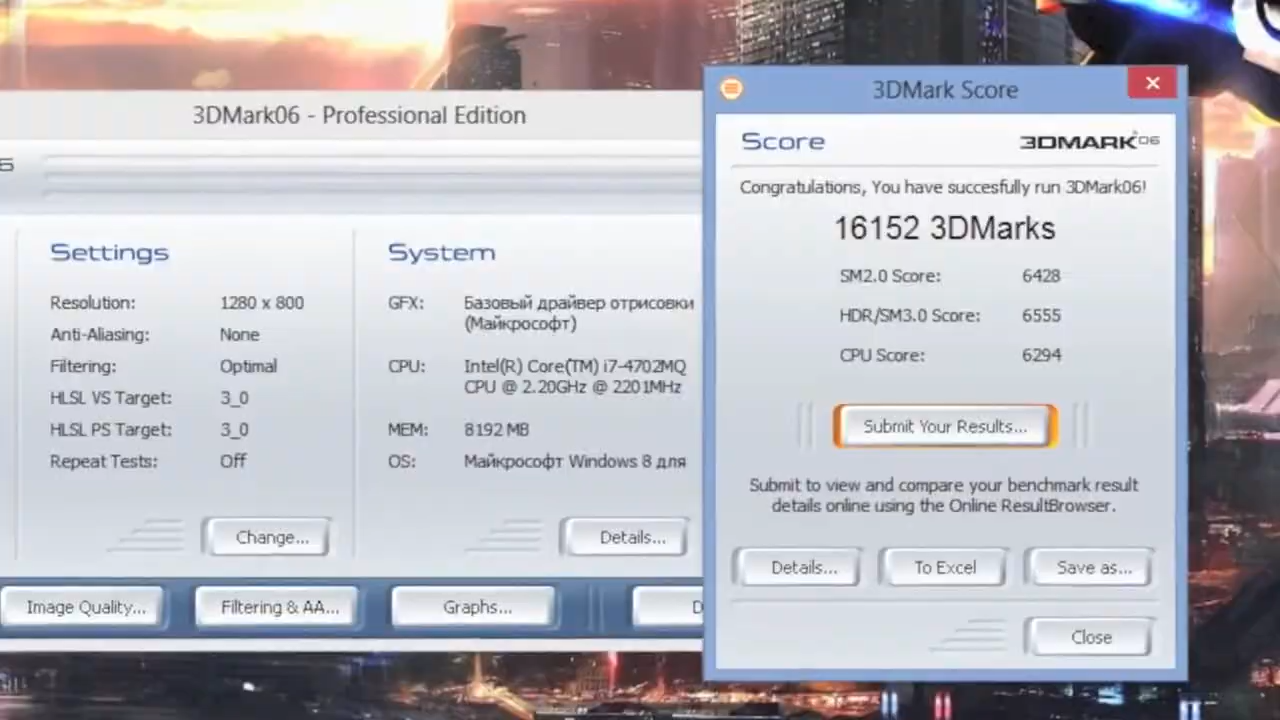 3DMark06 - Professional Edition
6
Settings
Resolution: 1280 x 800
Anti-Aliasing: None
Filtering: Optimal
HLSL VS Target: 3_0
HLSL PS Target: 3_0
Repeat Tests: Off
Change...
System
GFX: Базовый драйвер отрисовки
(Майкрософт)
CPU: Intel(R) Core(TM) i7-4702MQ
CPU @ 2.20GHz @ 2201MHz
MEM: 8192 MB
OS: Майкрософт Windows 8 для
Details...
Image Quality...
Filtering & AA...
Graphs...
D
3DMark Score
Score
3DMARK®06
Congratulations, You have succesfully run 3DMark06!
16152 3DMarks
SM2.0 Score: 6428
HDR/SM3.0 Score: 6555
CPU Score: 6294
Submit Your Results...
Submit to view and compare your benchmark result
details online using the Online ResultBrowser.
Details...
To Excel
Save as...
Close